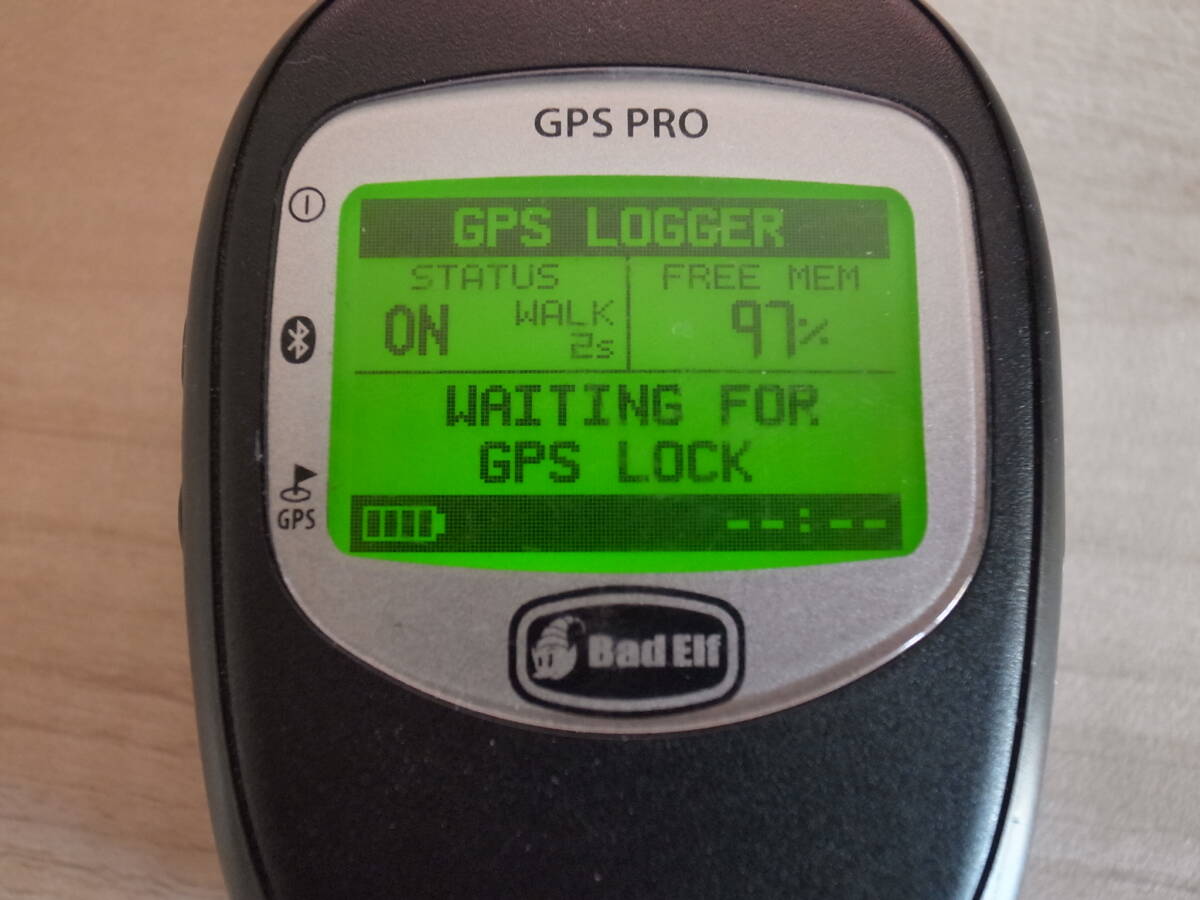 GPS PRO
GPS LOGGER
STATUS
FREE MEM
ON
WALK
2s
97%
WAITING FOR
GPS LOCK
--:--
GPS
Bad Elf